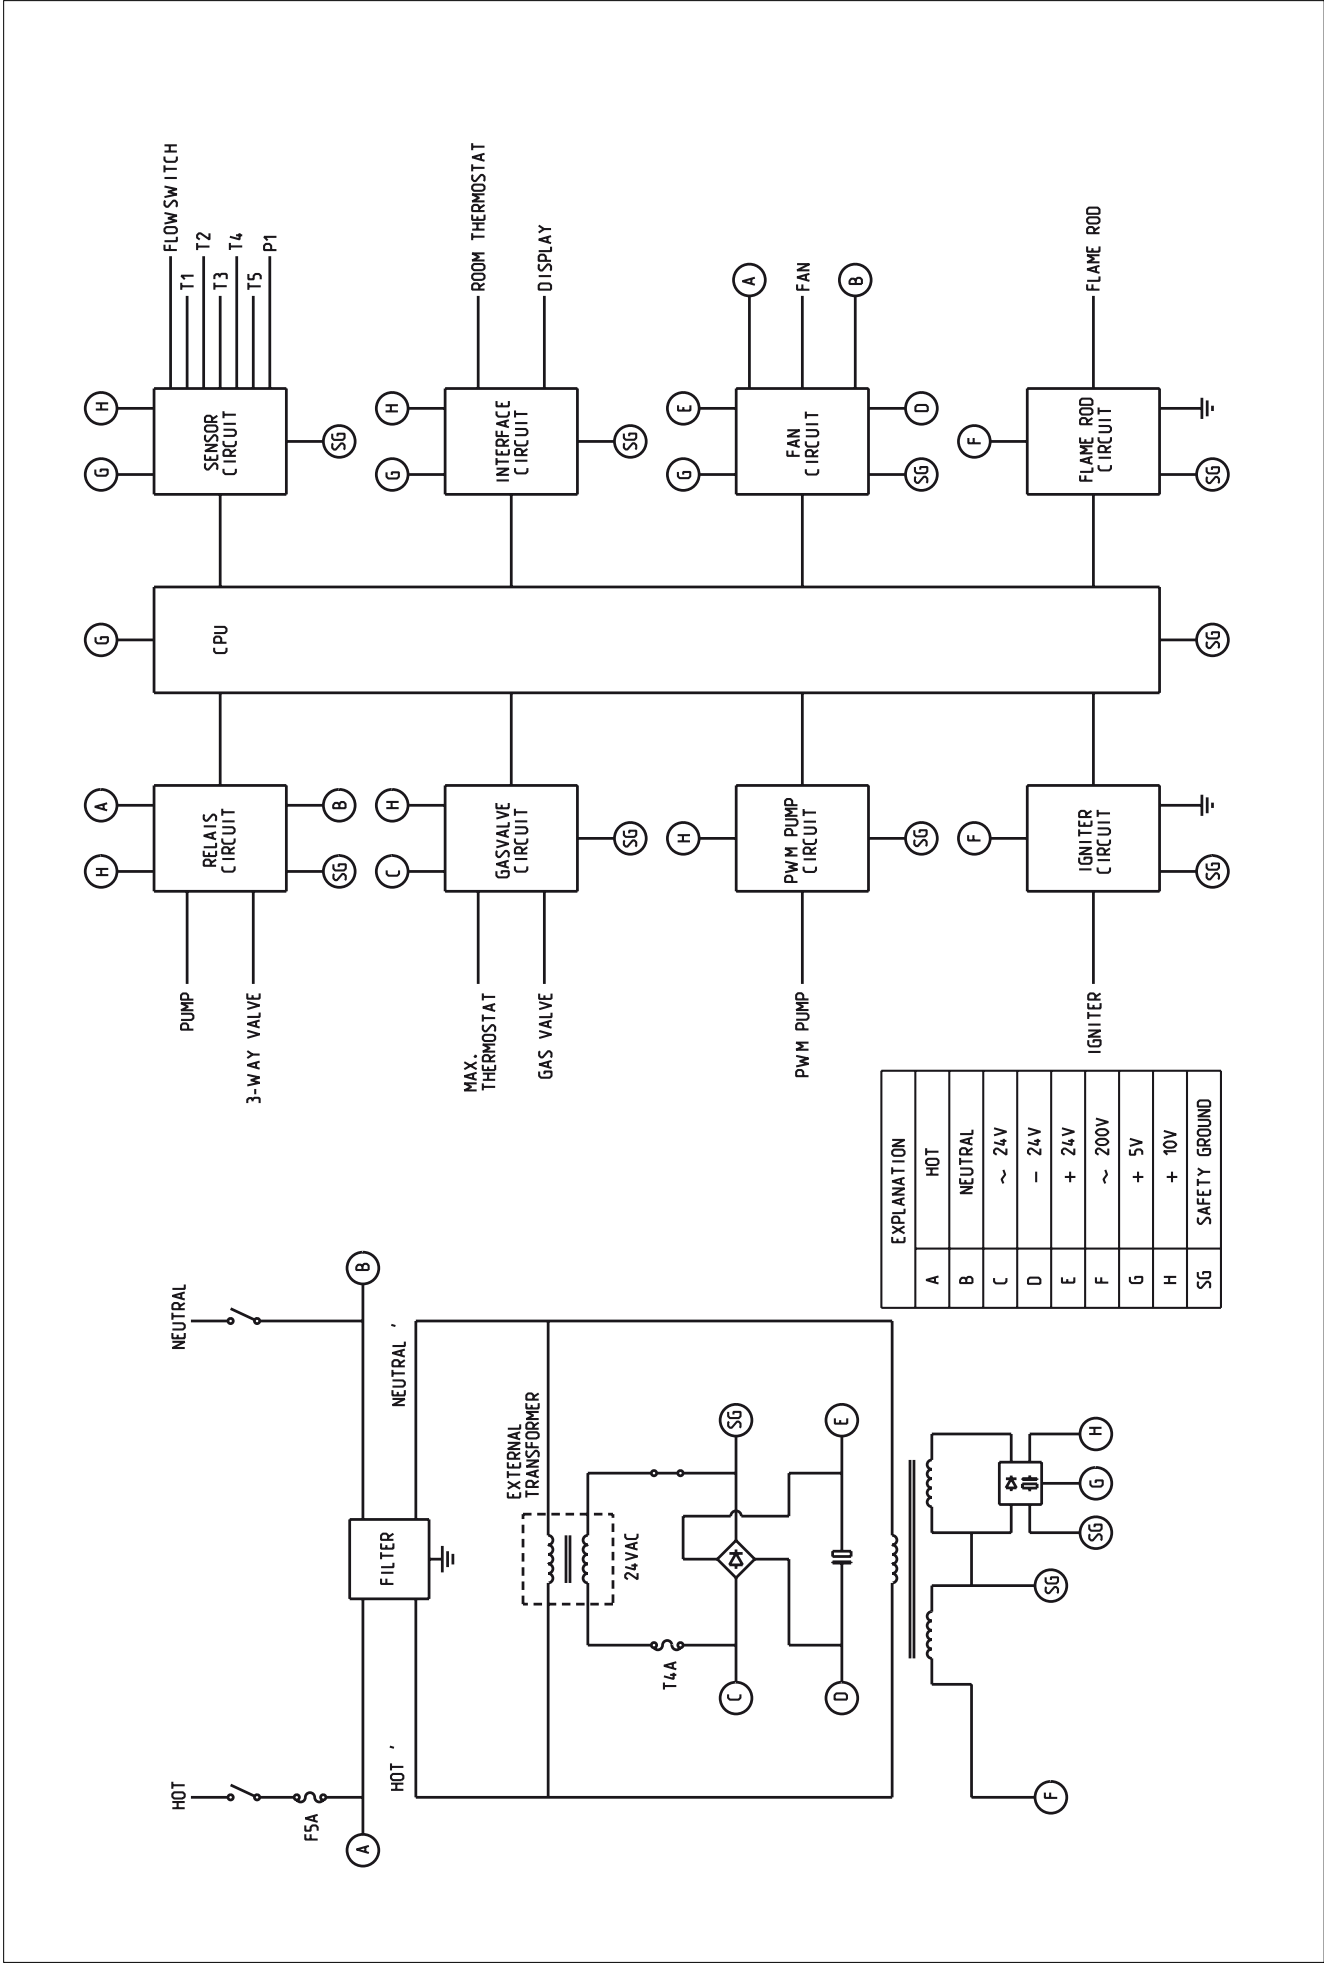 HOT
NEUTRAL
F5A
A
B
HOT '
FILTER
NEUTRAL '
EXTERNAL
TRANSFORMER
24VAC
T4A
C
SG
D
E
F
SG
SG
G
H
EXPLANATION
A HOT
B NEUTRAL
C ~ 24V
D - 24V
E + 24V
F ~ 200V
G + 5V
H + 10V
SG SAFETY GROUND
H
A
PUMP
3-WAY VALVE
RELAIS
CIRCUIT
SG
B
C
H
MAX.
THERMOSTAT
GAS VALVE
GASVALVE
CIRCUIT
SG
H
PWM PUMP
PWM PUMP
CIRCUIT
SG
F
IGNITER
IGNITER
CIRCUIT
SG
G
CPU
SG
G
H
SENSOR
CIRCUIT
FLOWSWITCH
T1
T2
T3
T4
T5
P1
SG
G
H
INTERFACE
CIRCUIT
ROOM THERMOSTAT
DISPLAY
SG
G
E
FAN
CIRCUIT
A
FAN
B
SG
D
F
FLAME ROD
CIRCUIT
FLAME ROD
SG